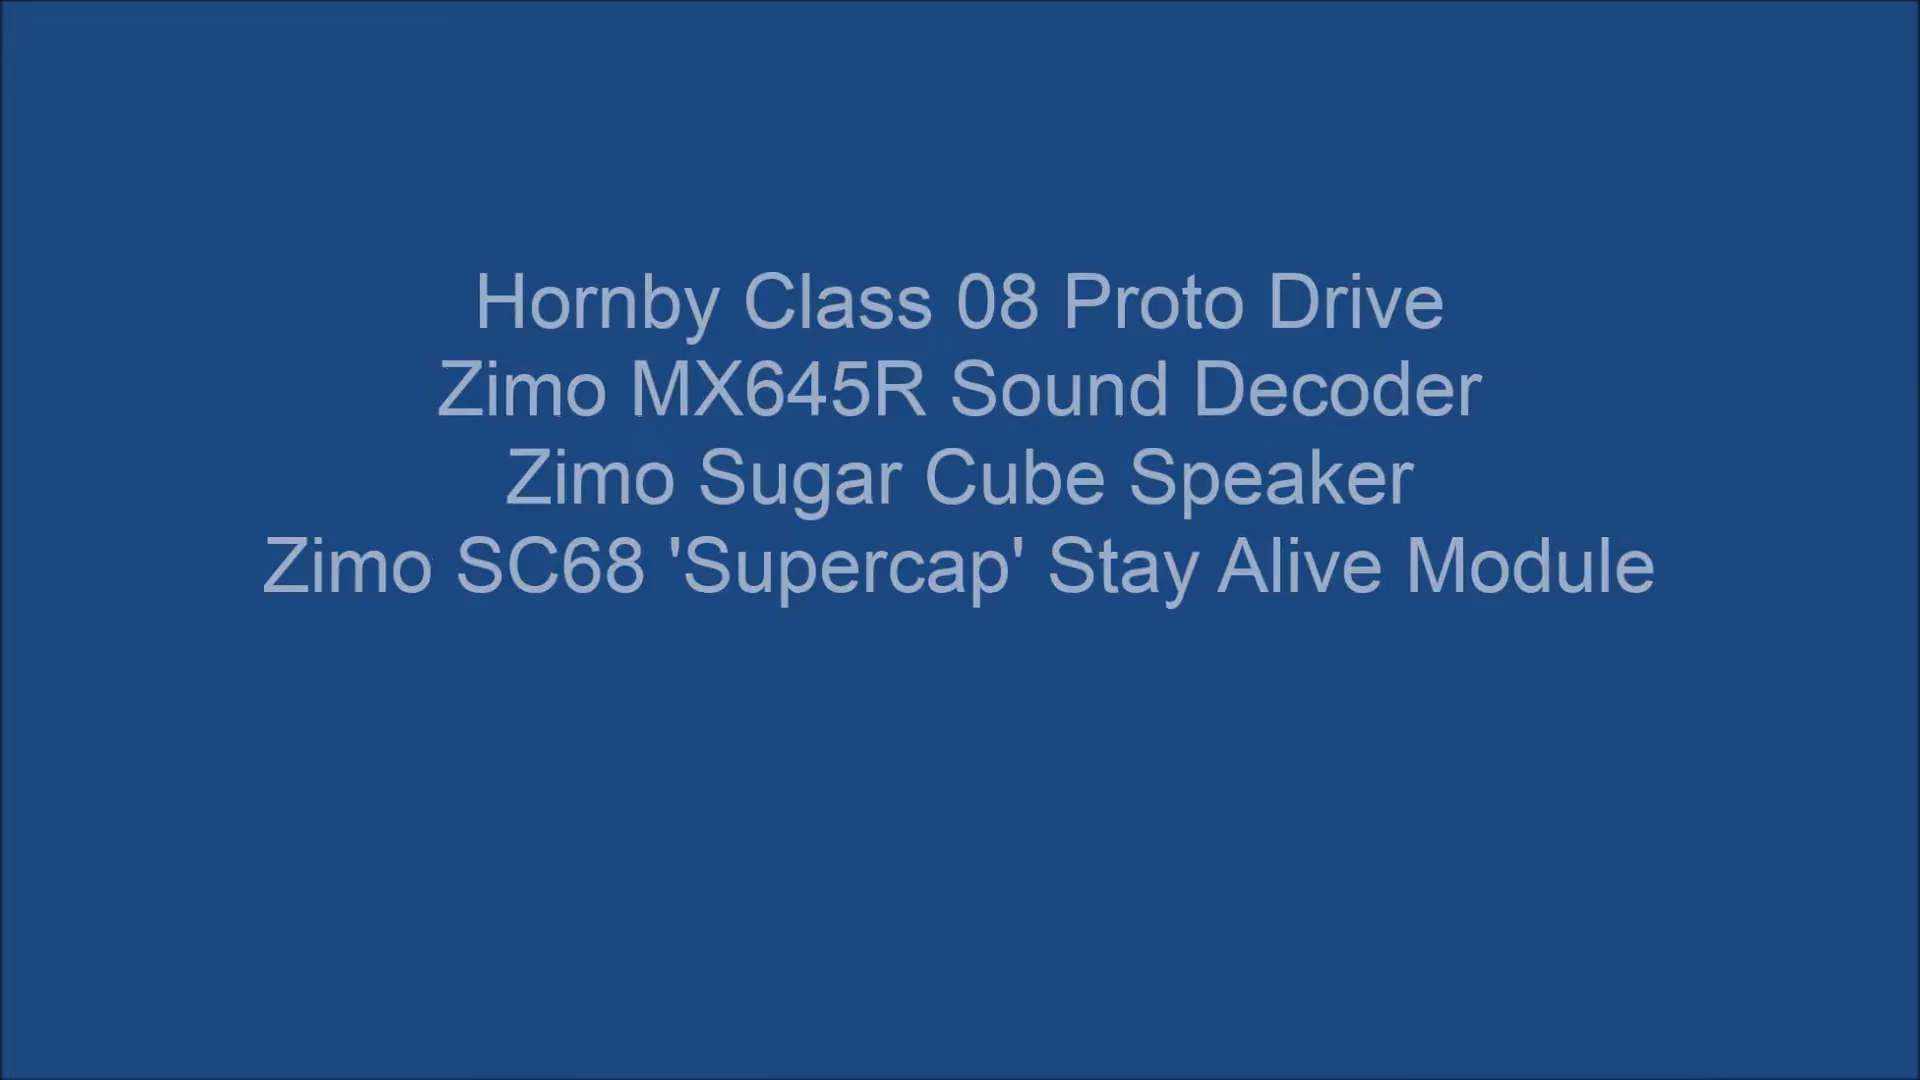 Hornby Class 08 Proto Drive
Zimo MX645R Sound Decoder
Zimo Sugar Cube Speaker
Zimo SC68 'Supercap' Stay Alive Module